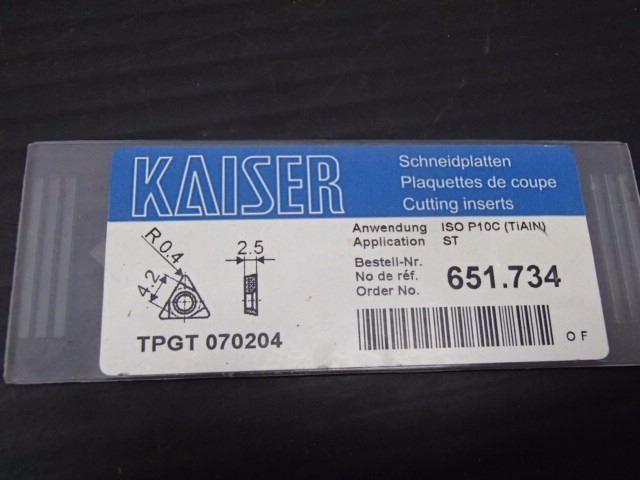 KAISER
Schneidplatten
Plaquettes de coupe
Cutting inserts
R 0.4
4.2
2.5
TPGT 070204
Anwendung ISO P10C (TiAIN)
Application ST
Bestell-Nr.
No de réf.
Order No.
651.734
O F